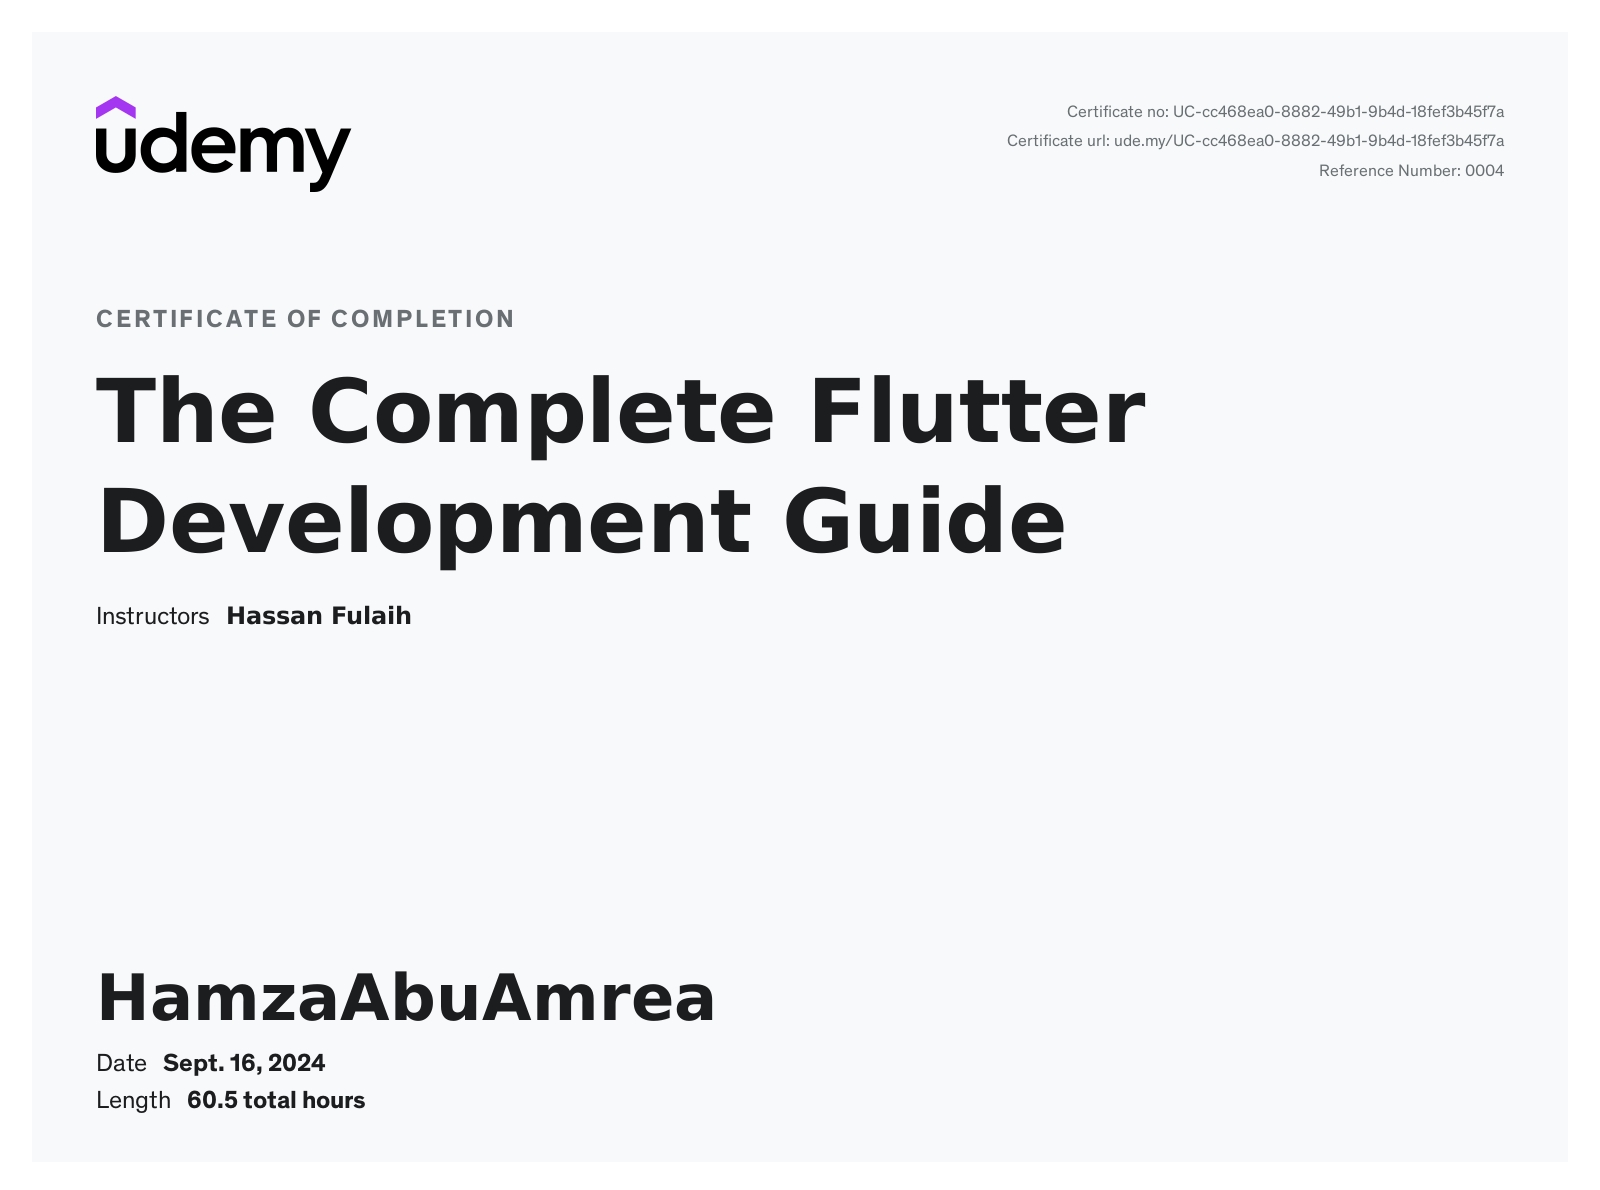 udemy
Certificate no: UC-cc468ea0-8882-49b1-9b4d-18fef3b45f7a
Certificate url: ude.my/UC-cc468ea0-8882-49b1-9b4d-18fef3b45f7a
Reference Number: 0004
CERTIFICATE OF COMPLETION
The Complete Flutter
Development Guide
Instructors Hassan Fulaih
HamzaAbuAmrea
Date Sept. 16, 2024
Length 60.5 total hours